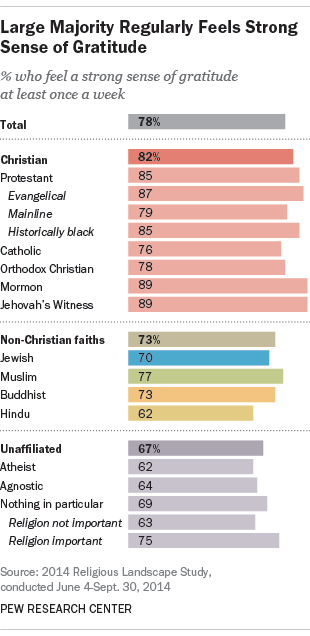 Large Majority Regularly Feels Strong
Sense of Gratitude
% who feel a strong sense of gratitude
at least once a week
Total 78%
Christian 82%
Protestant 85
Evangelical 87
Mainline 79
Historically black 85
Catholic 76
Orthodox Christian 78
Mormon 89
Jehovah's Witness 89
Non-Christian faiths 73%
Jewish 70
Muslim 77
Buddhist 73
Hindu 62
Unaffiliated 67%
Atheist 62
Agnostic 64
Nothing in particular 69
Religion not important 63
Religion important 75
Source: 2014 Religious Landscape Study,
conducted June 4-Sept. 30, 2014
PEW RESEARCH CENTER